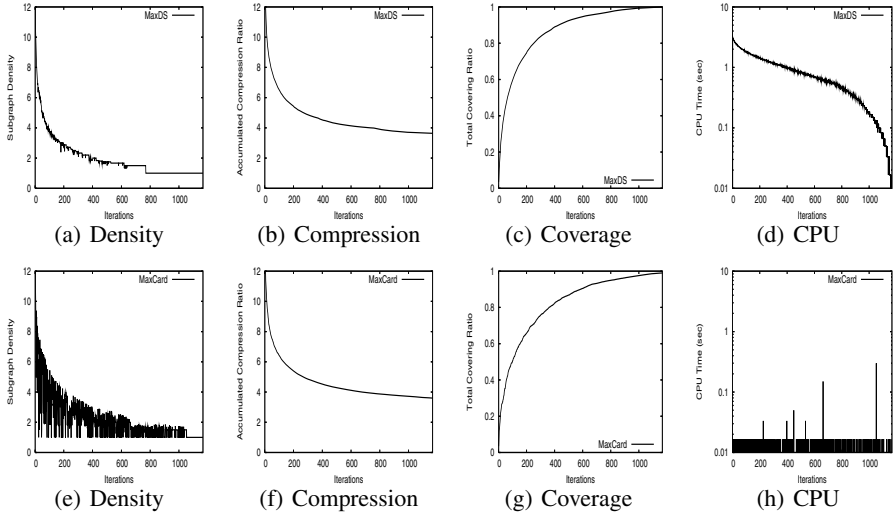 12
10
8
6
4
2
0
Subgraph Density
MaxDS
0 200 400 600 800 1000
Iterations
(a) Density
12
10
8
6
4
2
0
Accumulated Compression Ratio
MaxDS
0 200 400 600 800 1000
Iterations
(b) Compression
1
0.8
0.6
0.4
0.2
0
Total Covering Ratio
MaxDS
0 200 400 600 800 1000
Iterations
(c) Coverage
10
1
0.1
0.01
CPU Time (sec)
MaxDS
0 200 400 600 800 1000
Iterations
(d) CPU
12
10
8
6
4
2
0
Subgraph Density
MaxCard
0 200 400 600 800 1000
Iterations
(e) Density
12
10
8
6
4
2
0
Accumulated Compression Ratio
MaxCard
0 200 400 600 800 1000
Iterations
(f) Compression
1
0.8
0.6
0.4
0.2
0
Total Covering Ratio
MaxCard
0 200 400 600 800 1000
Iterations
(g) Coverage
10
1
0.1
0.01
CPU Time (sec)
MaxCard
0 200 400 600 800 1000
Iterations
(h) CPU